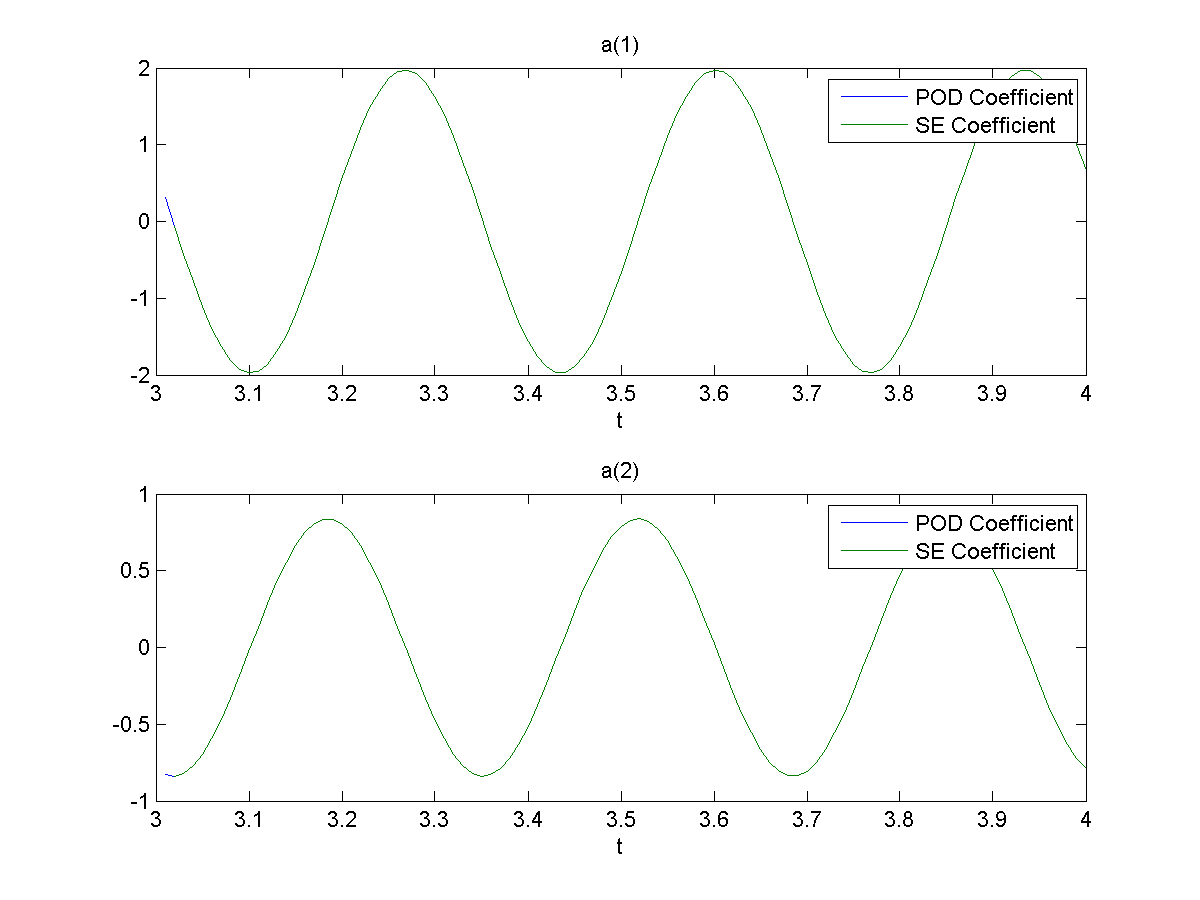 a(1)
2
1
0
-1
-2
POD Coefficient
SE Coefficient
3 3.1 3.2 3.3 3.4 3.5 3.6 3.7 3.8 3.9 4
t
a(2)
1
0.5
0
-0.5
-1
POD Coefficient
SE Coefficient
3 3.1 3.2 3.3 3.4 3.5 3.6 3.7 3.8 3.9 4
t